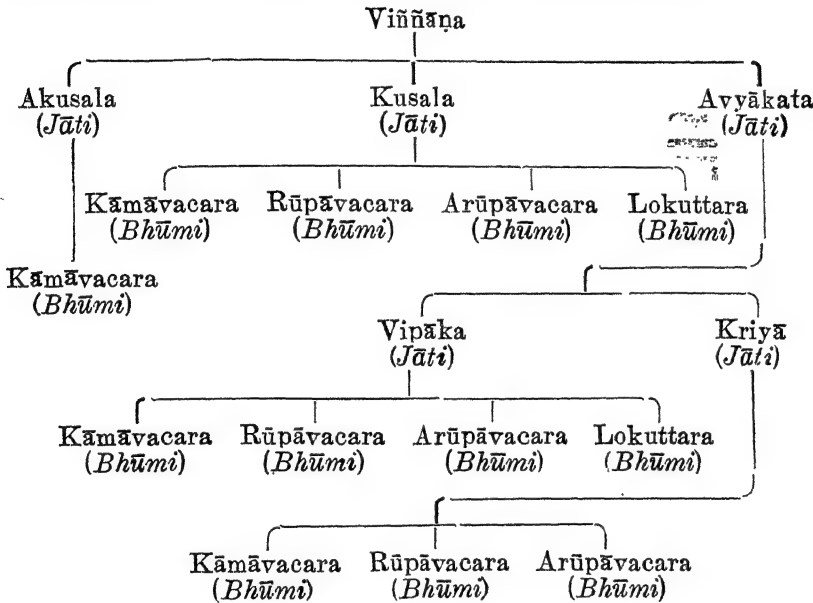 Viññāṇa
Akusala Kusala Avyākata
(Jāti) (Jāti) (Jāti)
Kāmāvacara Rūpāvacara Arūpāvacara Lokuttara
(Bhūmi) (Bhūmi) (Bhūmi) (Bhūmi)
Kāmāvacara
(Bhūmi)
Vipāka Kriyā
(Jāti) (Jāti)
Kāmāvacara Rūpāvacara Arūpāvacara Lokuttara
(Bhūmi) (Bhūmi) (Bhūmi) (Bhūmi)
Kāmāvacara Rūpāvacara Arūpāvacara
(Bhūmi) (Bhūmi) (Bhūmi)